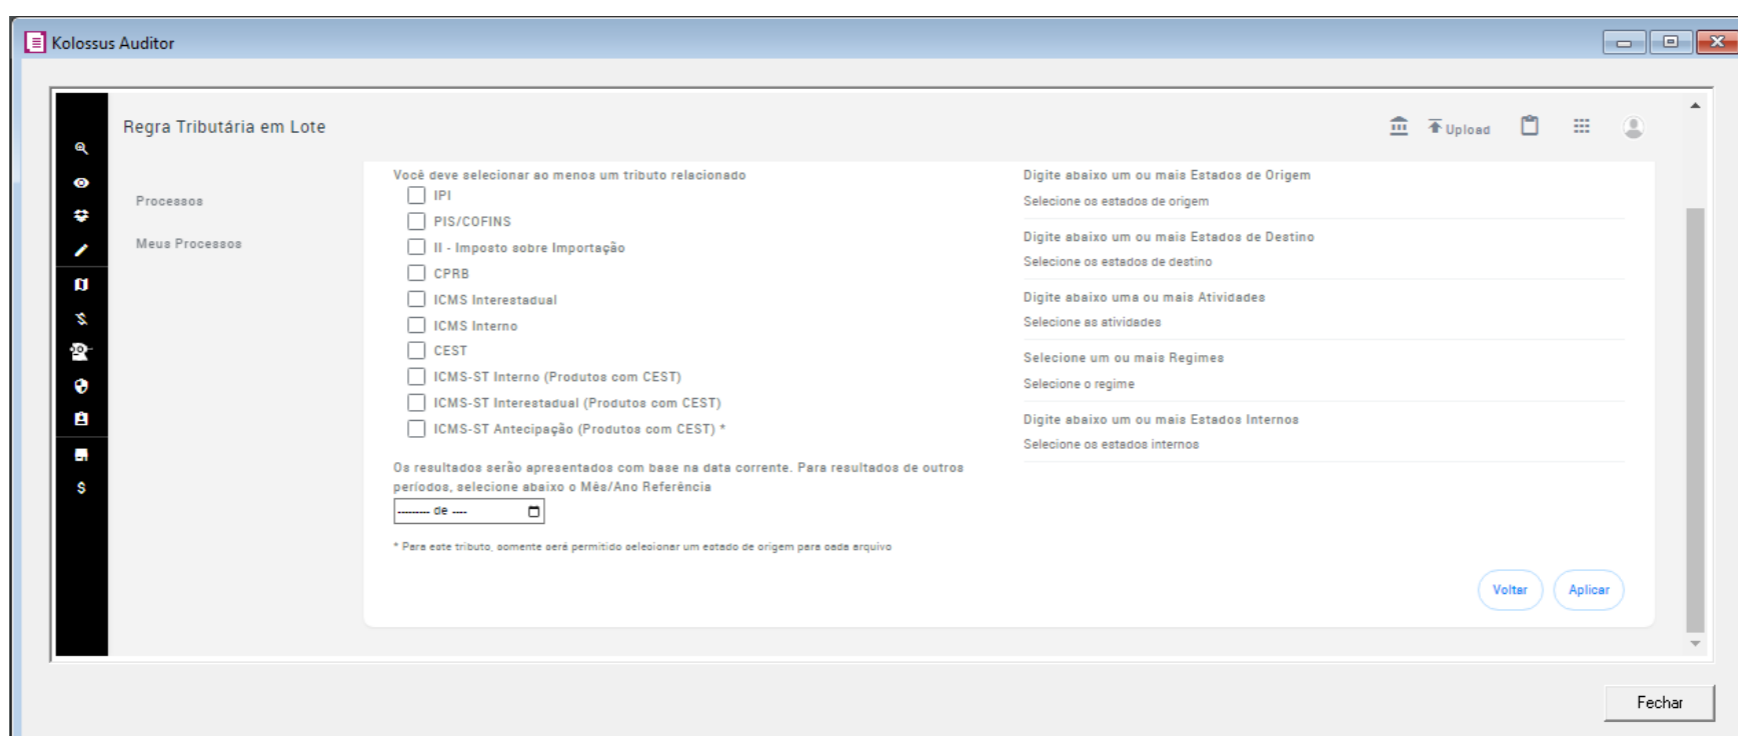 Kolossus Auditor
Regra Tributária em Lote
Upload
Processos
Meus Processos
Você deve selecionar ao menos um tributo relacionado
IPI
PIS/COFINS
II - Imposto sobre Importação
CPRB
ICMS Interestadual
ICMS Interno
CEST
ICMS-ST Interno (Produtos com CEST)
ICMS-ST Interestadual (Produtos com CEST)
ICMS-ST Antecipação (Produtos com CEST) *
Os resultados serão apresentados com base na data corrente. Para resultados de outros
períodos, selecione abaixo o Mês/Ano Referência
--------- de ----
* Para este tributo, somente será permitido selecionar um estado de origem para cada arquivo
Digite abaixo um ou mais Estados de Origem
Selecione os estados de origem
Digite abaixo um ou mais Estados de Destino
Selecione os estados de destino
Digite abaixo uma ou mais Atividades
Selecione as atividades
Selecione um ou mais Regimes
Selecione o regime
Digite abaixo um ou mais Estados Internos
Selecione os estados internos
Voltar
Aplicar
Fechar